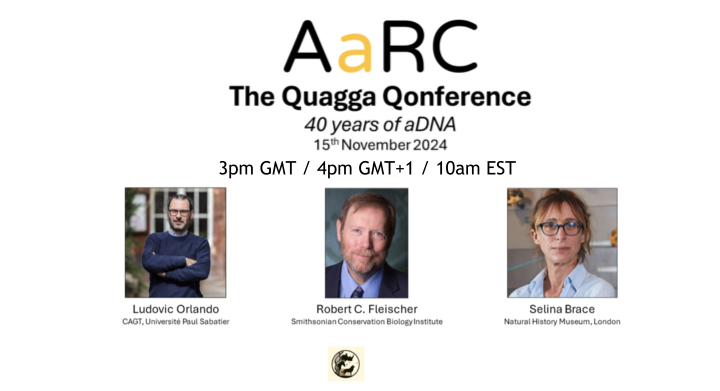 AaRC
The Quagga Qonference
40 years of aDNA
15th November 2024
3pm GMT / 4pm GMT+1 / 10am EST
Ludovic Orlando
CAGT, Université Paul Sabatier
Robert C. Fleischer
Smithsonian Conservation Biology Institute
Selina Brace
Natural History Museum, London